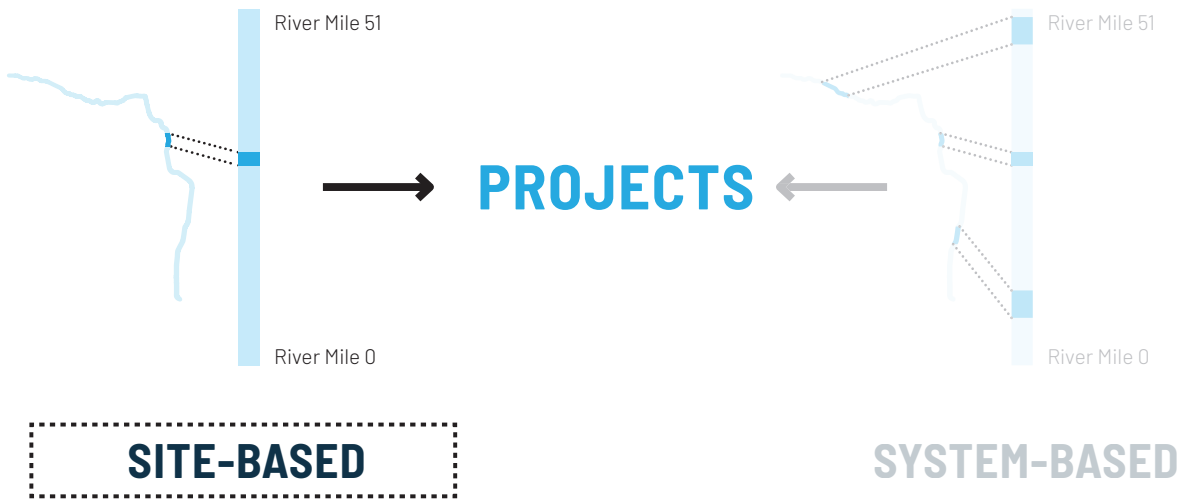 River Mile 51
River Mile 51
PROJECTS
River Mile 0
River Mile 0
SITE-BASED
SYSTEM-BASED